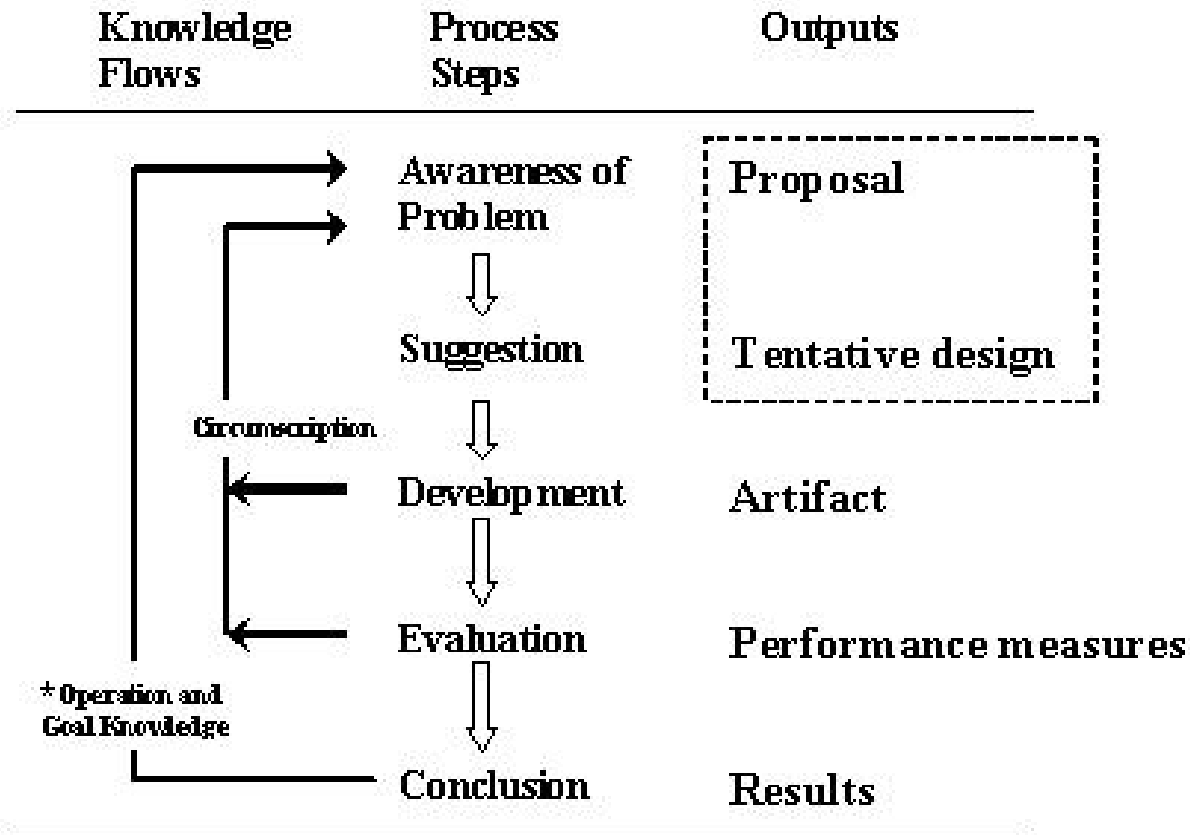 Knowledge Flows
Process Steps
Outputs
Awareness of Problem
Proposal
Suggestion
Tentative design
Circumscription
Development
Artifact
Evaluation
Performance measures
*Operation and
Goal Knowledge
Conclusion
Results